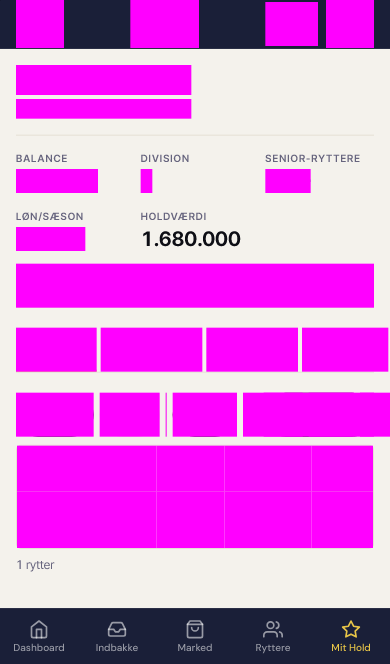 BALANCE DIVISION SENIOR-RYTTERE
LØN/SÆSON HOLDVÆRDI
1.680.000
1 rytter
Dashboard Indbakke Marked Ryttere Mit Hold